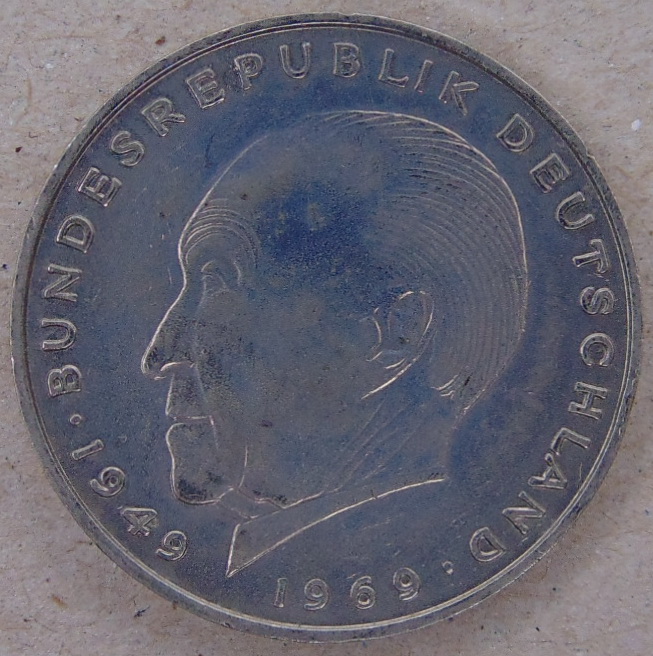 BUNDESREPUBLIK DEUTSCHLAND · 1969
1949 ·